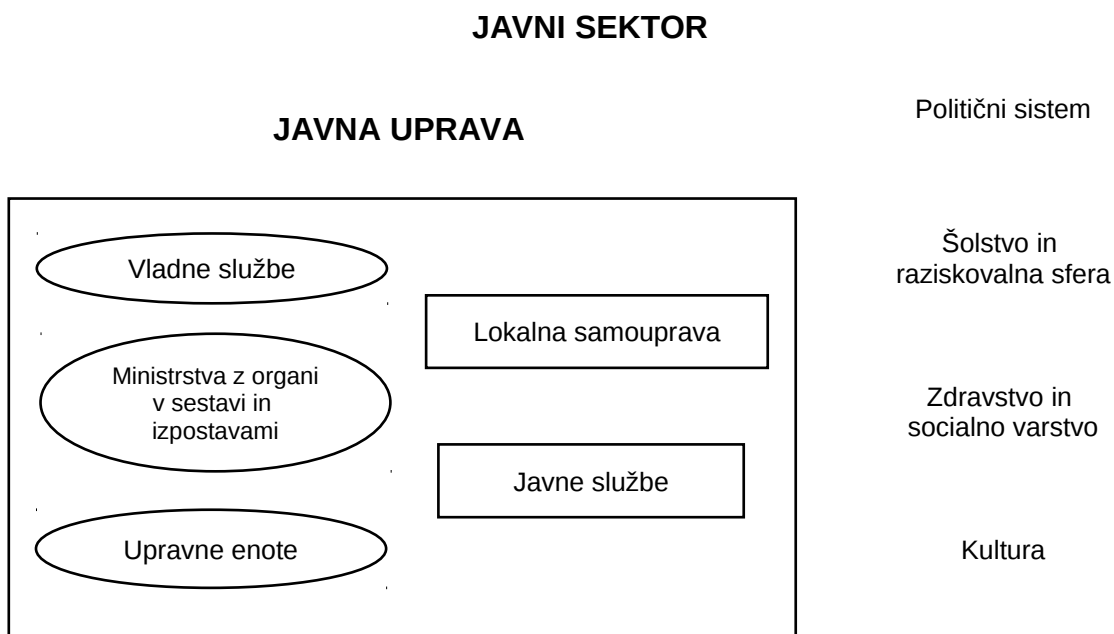 JAVNI SEKTOR
JAVNA UPRAVA
Politični sistem
Vladne službe
Šolstvo in
raziskovalna sfera
Lokalna samouprava
Ministrstva z organi
v sestavi in
izpostavami
Zdravstvo in
socialno varstvo
Javne službe
Upravne enote
Kultura